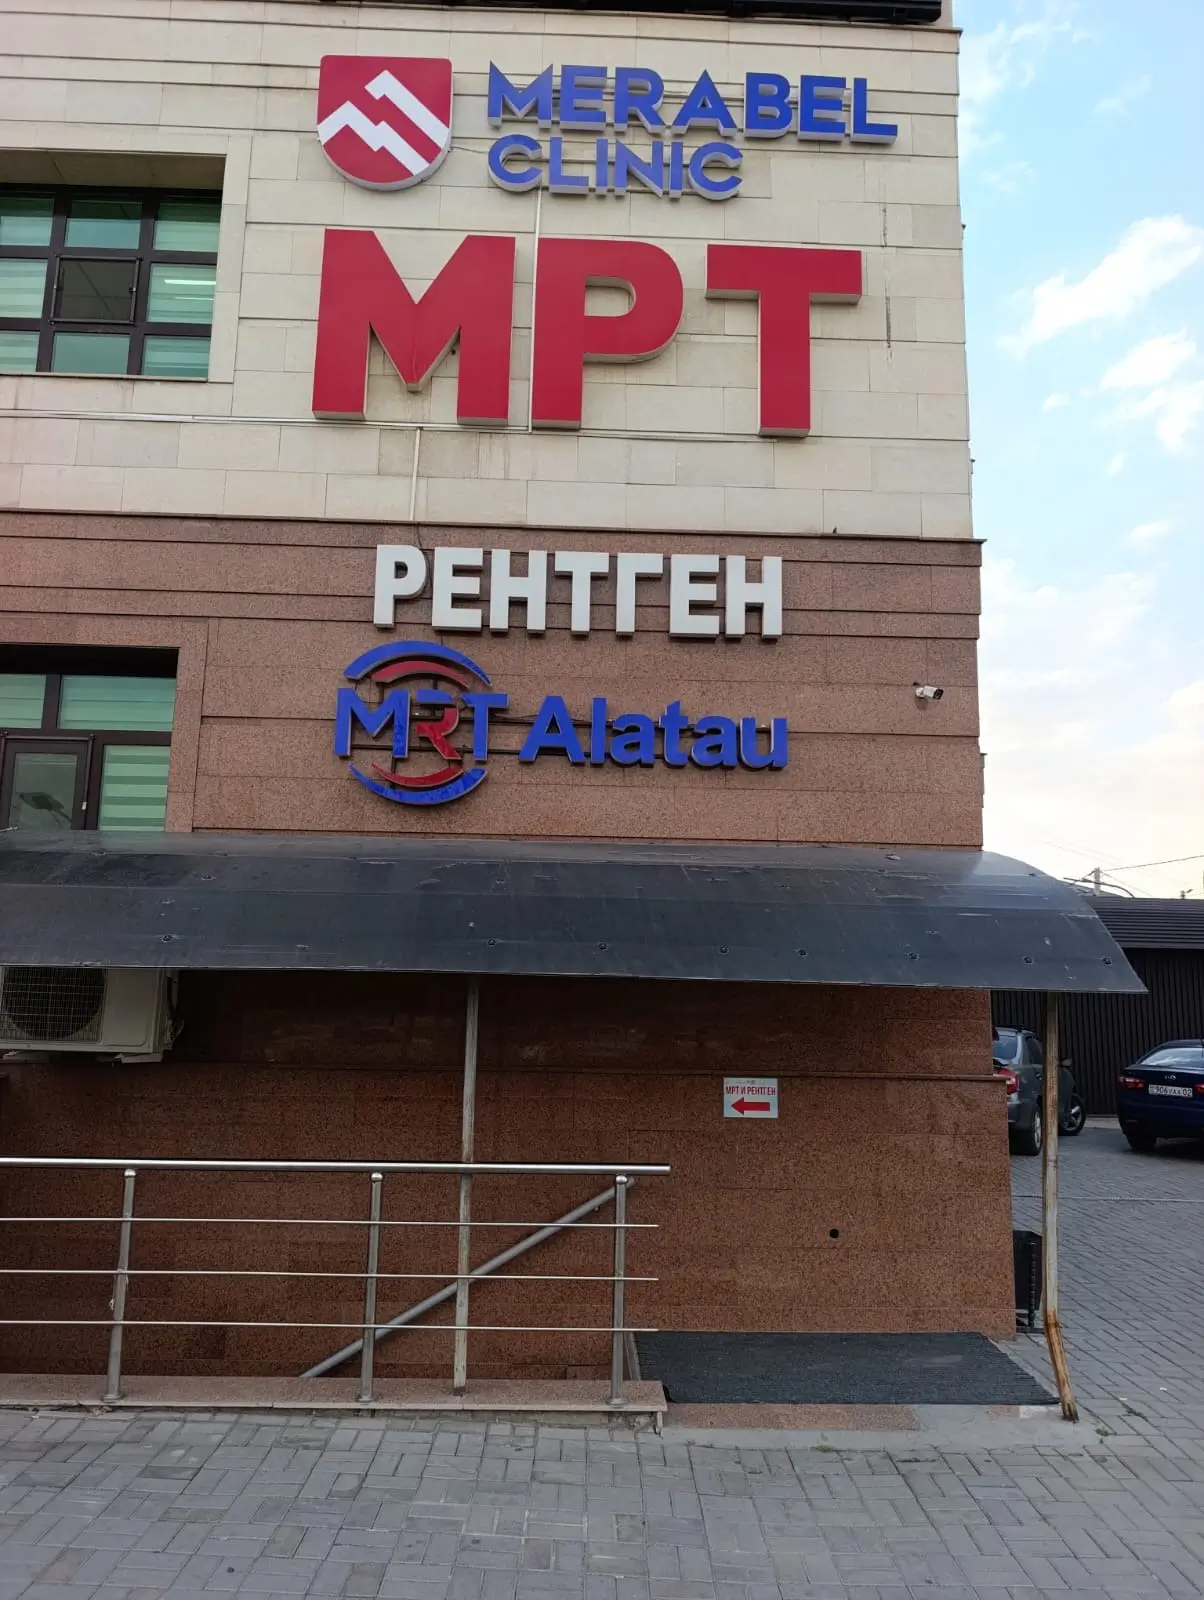 MERABEL
CLINIC
МРТ
РЕНТГЕН
MRT Alatau
МРТ И РЕНТГЕН